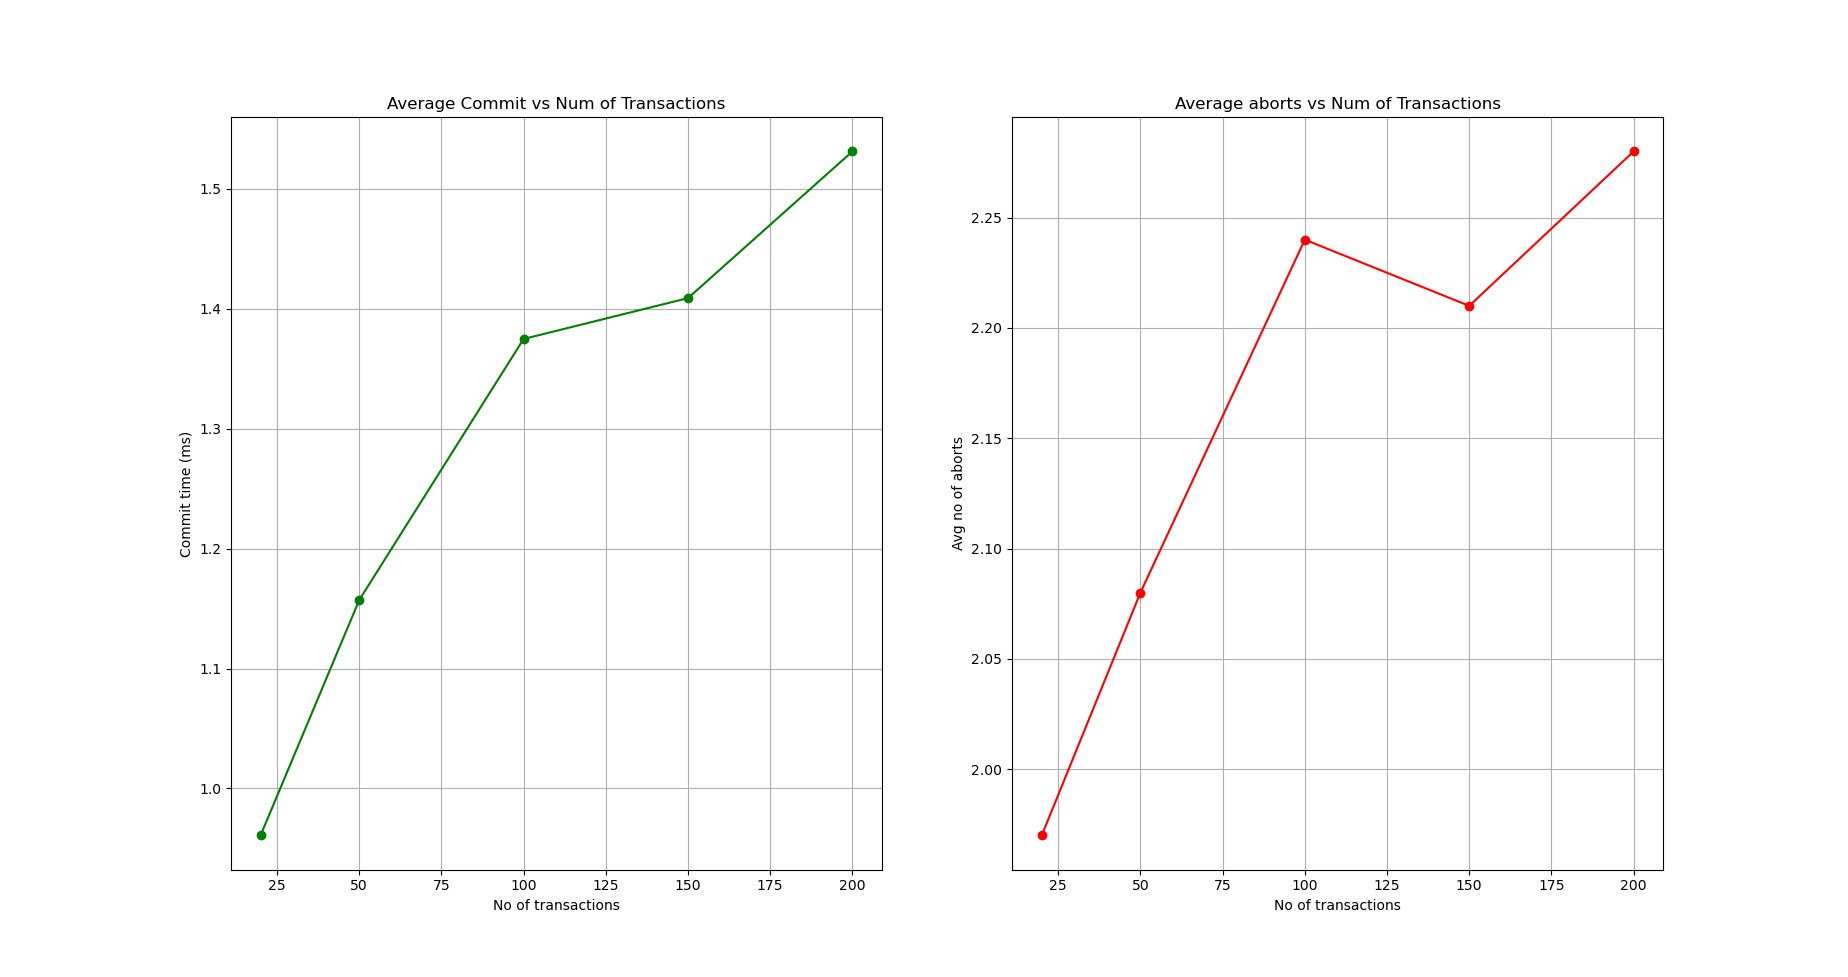 Average Commit vs Num of Transactions
1.5
1.4
1.3
1.2
1.1
1.0
Commit time (ms)
25 50 75 100 125 150 175 200
No of transactions
Average aborts vs Num of Transactions
2.25
2.20
2.15
2.10
2.05
2.00
Avg no of aborts
25 50 75 100 125 150 175 200
No of transactions